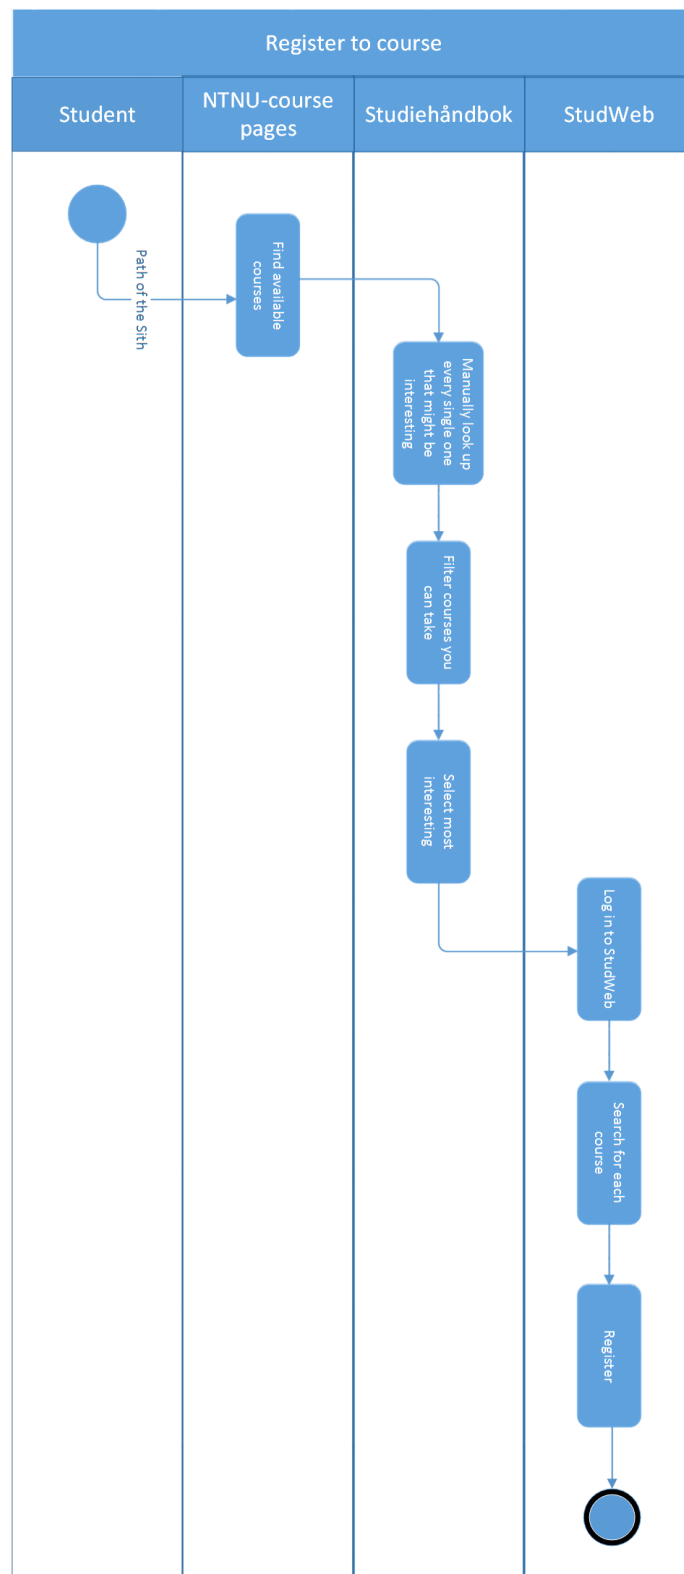 Register to course
Student
NTNU-course
pages
Studiehåndbok
StudWeb
Path of the Sith
Find available
courses
Manually look up
every single one
that might be
interesting
Filter courses you
can take
Select most
interesting
Log in to StudWeb
Search for each
course
Register